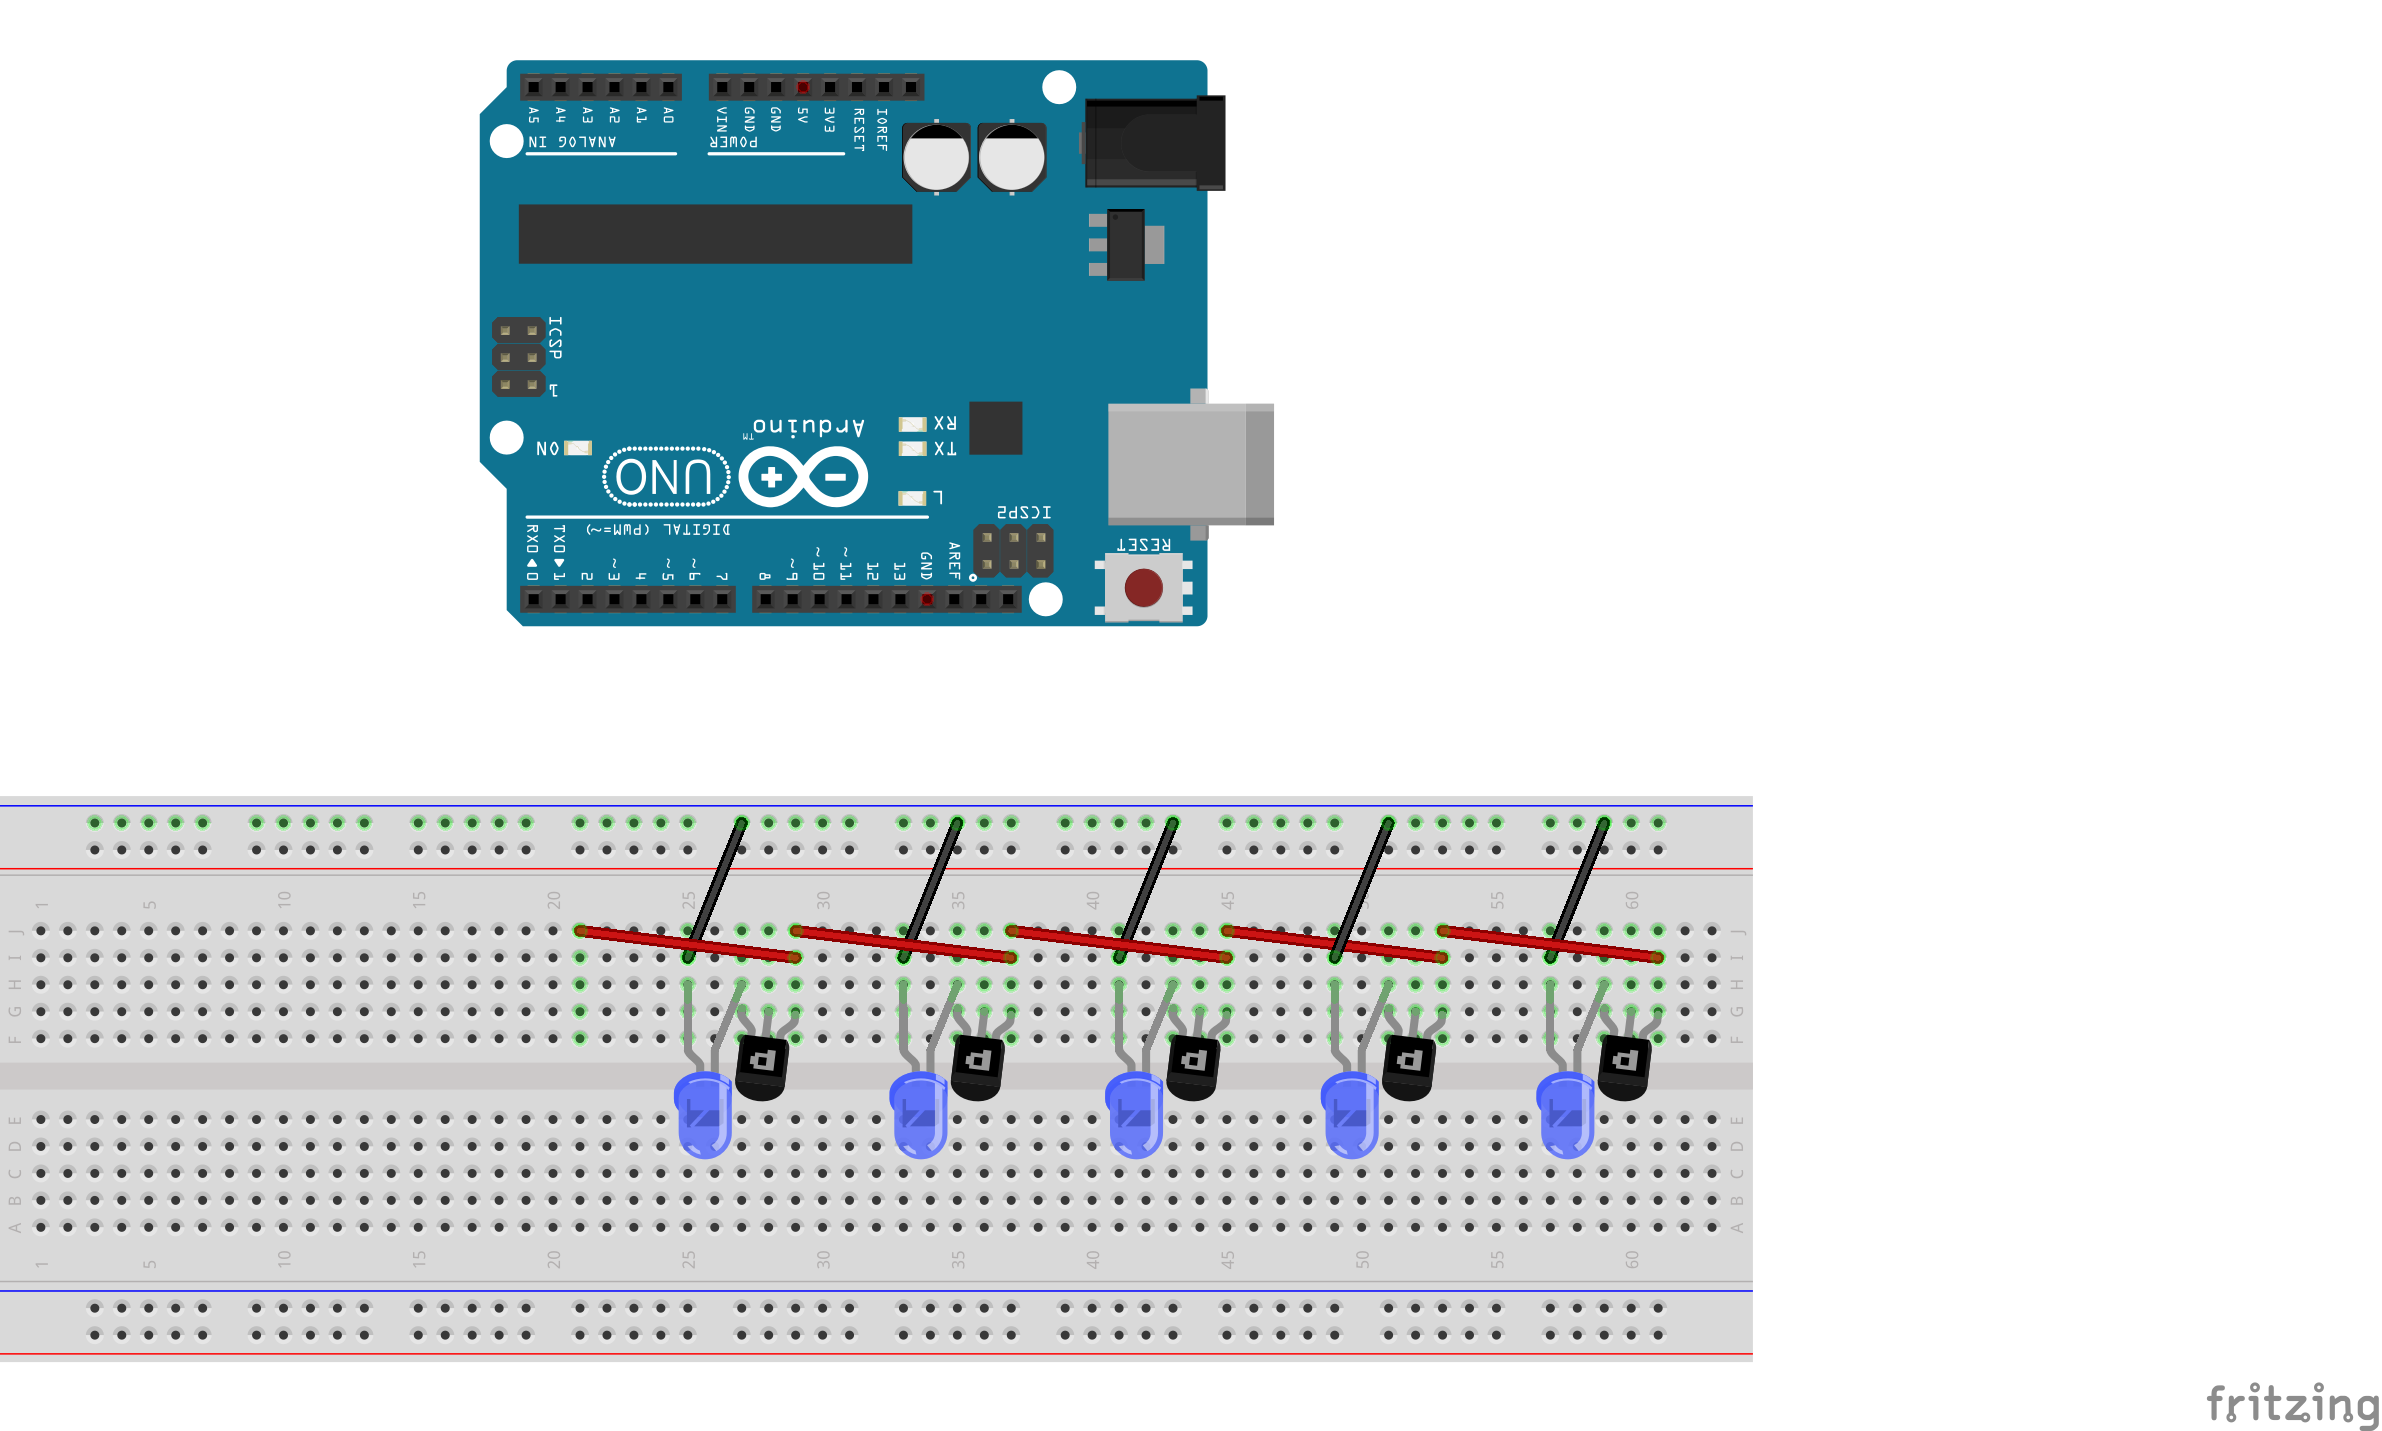 A5 A4 A3 A2 A1 A0 VIN GND GND 5V 3V3 RESET IOREF
ANALOG IN POWER
ICSP
1
Arduino TM RX
ON UNO TX
L
ICSP2
DIGITAL (PWM=~)
RESET
RX0 TX0 AREF
0 1 2 ~3 4 ~5 ~6 7 8 ~9 ~10 ~11 12 13 GND
1 5 10 15 20 25 30 35 40 45 55 60
J J
I I
H H
G G
F F
E E
D D
C C
B B
A A
1 5 10 15 20 25 30 35 40 45 50 55 60
fritzing